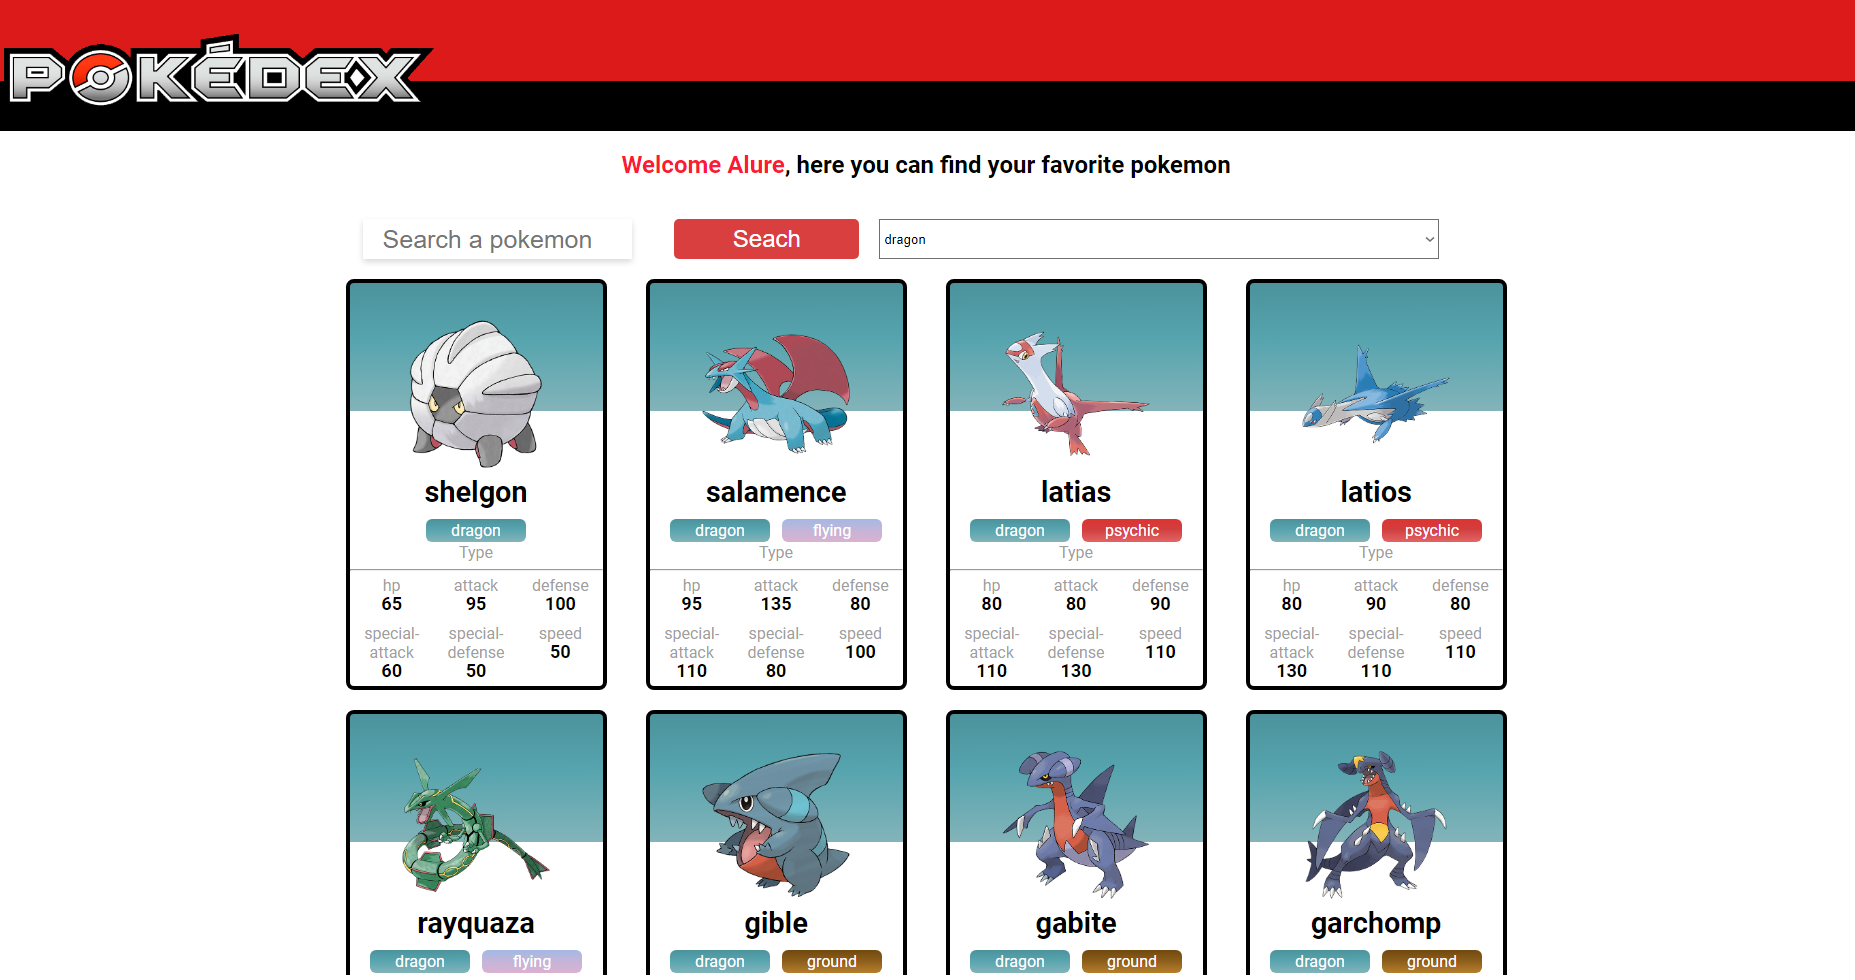 POKÉDEX
Welcome Alure, here you can find your favorite pokemon
Search a pokemon Seach dragon
shelgon salamence latias latios
dragon dragon flying dragon psychic dragon psychic
Type Type Type Type
hp attack defense hp attack defense hp attack defense hp attack defense
65 95 100 95 135 80 80 80 90 80 90 80
special- special- speed special- special- speed special- special- speed special- special- speed
attack defense 50 attack defense 100 attack defense 110 attack defense 110
60 50 110 80 110 130 130 110
rayquaza gible gabite garchomp
dragon flying dragon ground dragon ground dragon ground